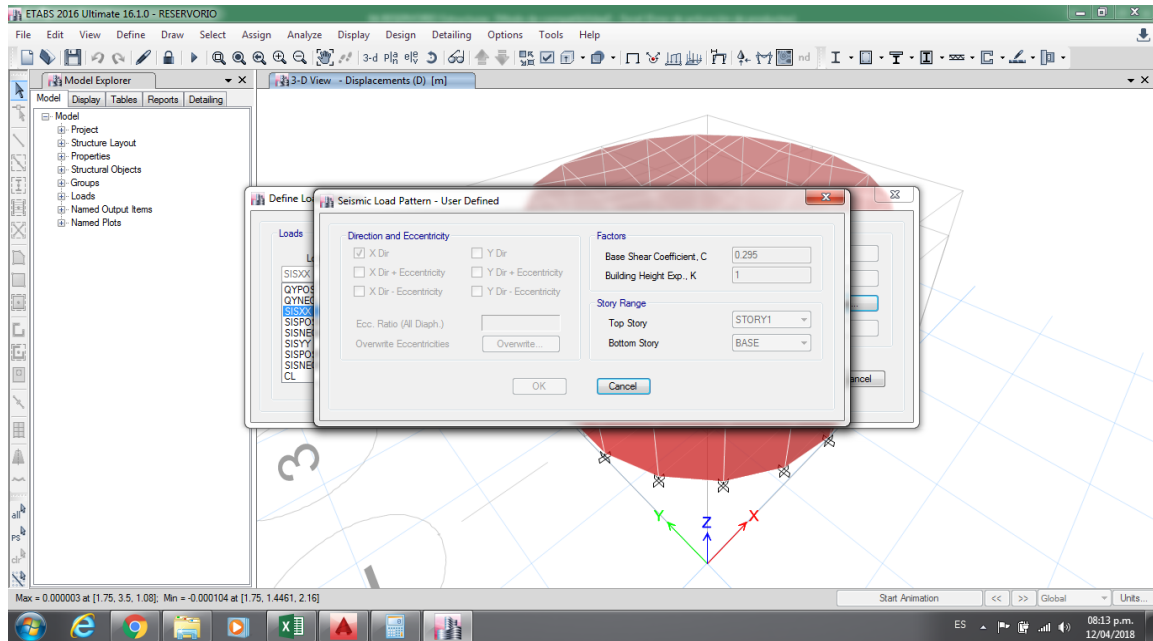 ETABS 2016 Ultimate 16.1.0 - RESERVORIO
File Edit View Define Draw Select Assign Analyze Display Design Detailing Options Tools Help
3-d nd
Model Explorer
Model Display Tables Reports Detailing
Model
Project
Structure Layout
Properties
Structural Objects
Groups
Loads
Named Output Items
Named Plots
3-D View - Displacements (D) [m]
Define Lo
Loads
SISXX
QYPOS
QYNEG
SISXX
SISPO
SISNE
SISYY
SISPO
SISNE
CL
Seismic Load Pattern - User Defined
Direction and Eccentricity
X Dir Y Dir
X Dir + Eccentricity Y Dir + Eccentricity
X Dir - Eccentricity Y Dir - Eccentricity
Ecc. Ratio (All Diaph.)
Overwrite Eccentricities Overwrite...
Factors
Base Shear Coefficient, C 0.295
Building Height Exp., K 1
Story Range
Top Story STORY1
Bottom Story BASE
OK Cancel
ancel
3
Y Z X
all
PS
clr
Max = 0.000003 at [1.75, 3.5, 1.08]; Min = -0.000104 at [1.75, 1.4461, 2.16]
Start Animation << >> Global Units...
ES
08:13 p.m.
12/04/2018